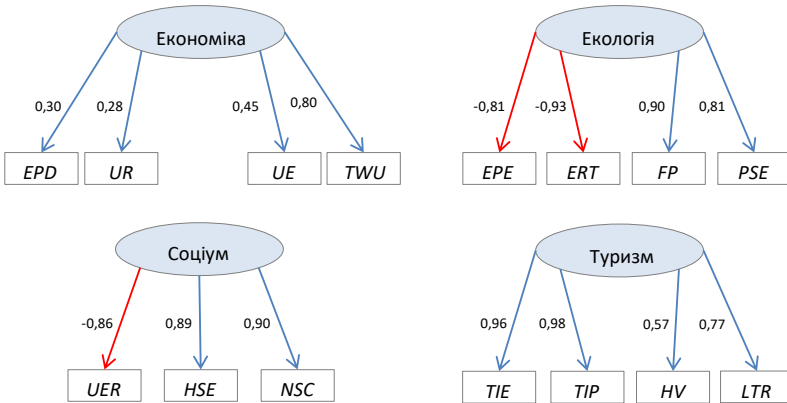 Економіка
0,30
0,28
0,45
0,80
EPD
UR
UE
TWU
Екологія
-0,81
-0,93
0,90
0,81
EPE
ERT
FP
PSE
Соціум
-0,86
0,89
0,90
UER
HSE
NSC
Туризм
0,96
0,98
0,57
0,77
TIE
TIP
HV
LTR